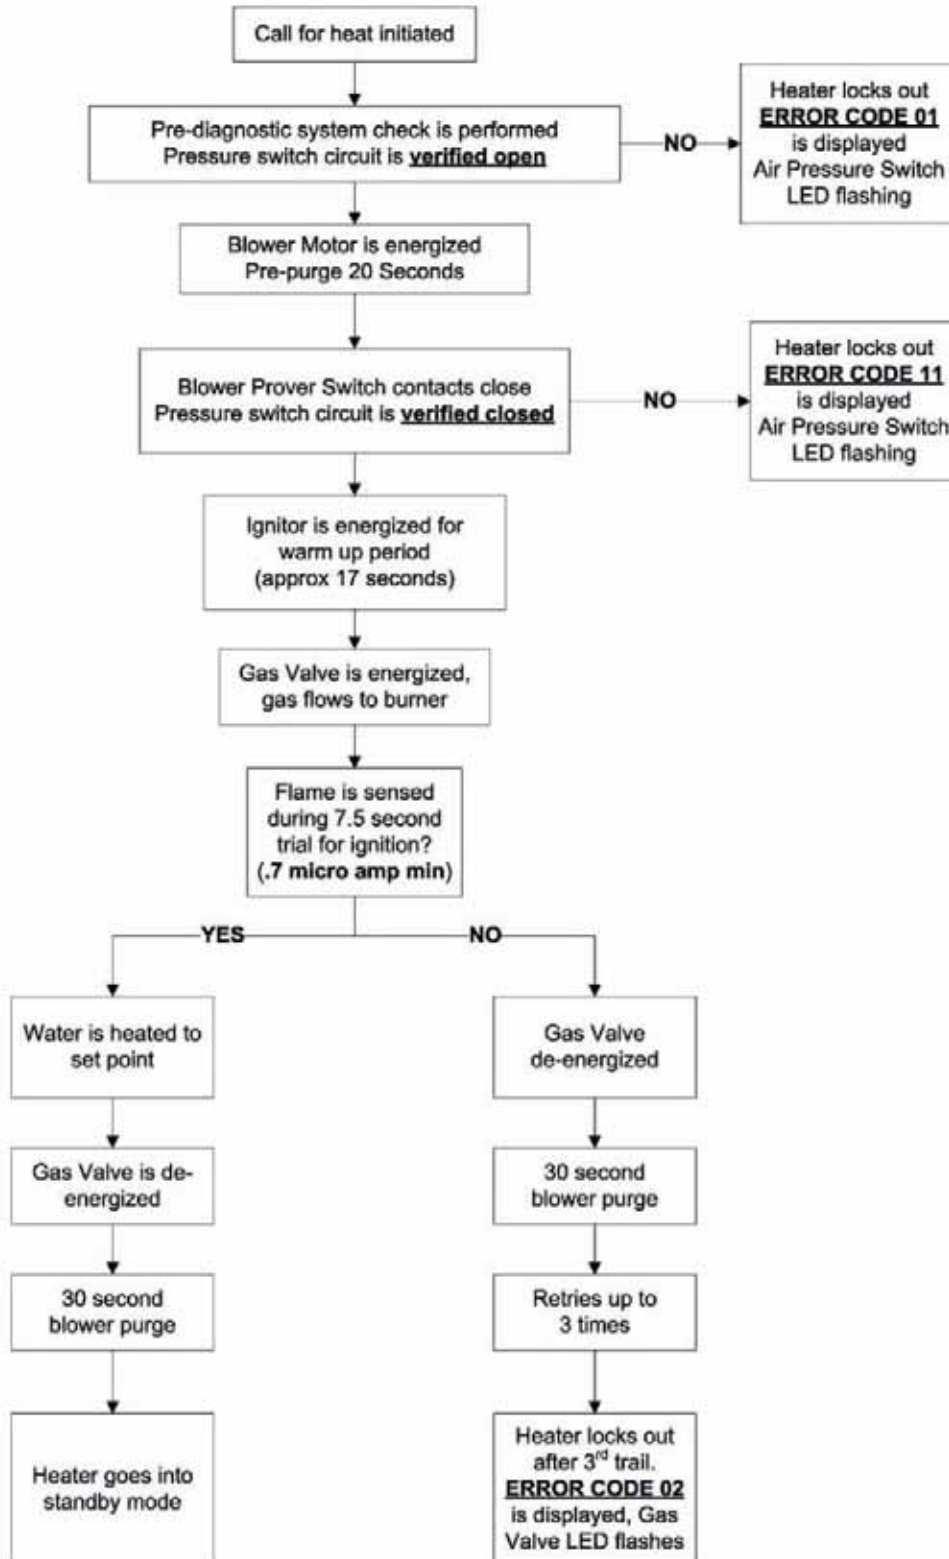 Call for heat initiated
Pre-diagnostic system check is performed
Pressure switch circuit is verified open
NO
Heater locks out
ERROR CODE 01
is displayed
Air Pressure Switch
LED flashing
Blower Motor is energized
Pre-purge 20 Seconds
Blower Prover Switch contacts close
Pressure switch circuit is verified closed
NO
Heater locks out
ERROR CODE 11
is displayed
Air Pressure Switch
LED flashing
Ignitor is energized for
warm up period
(approx 17 seconds)
Gas Valve is energized,
gas flows to burner
Flame is sensed
during 7.5 second
trial for ignition?
(.7 micro amp min)
YES
NO
Water is heated to
set point
Gas Valve is de-
energized
30 second
blower purge
Heater goes into
standby mode
Gas Valve
de-energized
30 second
blower purge
Retries up to
3 times
Heater locks out
after 3rd trail.
ERROR CODE 02
is displayed, Gas
Valve LED flashes